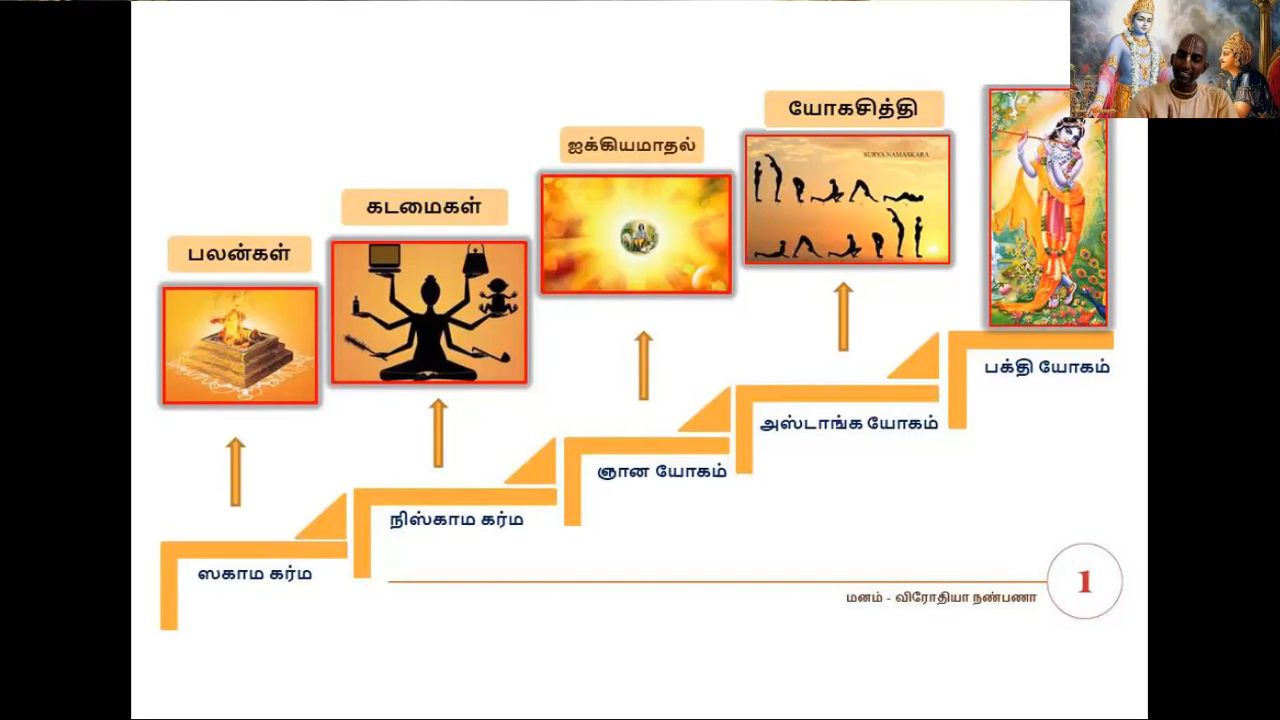 பலன்கள்
கடமைகள்
ஐக்கியமாதல்
யோகசித்தி
SURYA NAMASKARA
ஸகாம கர்ம
நிஸ்காம கர்ம
ஞான யோகம்
அஸ்டாங்க யோகம்
பக்தி யோகம்
மனம் - விரோதியா நண்பணா
1